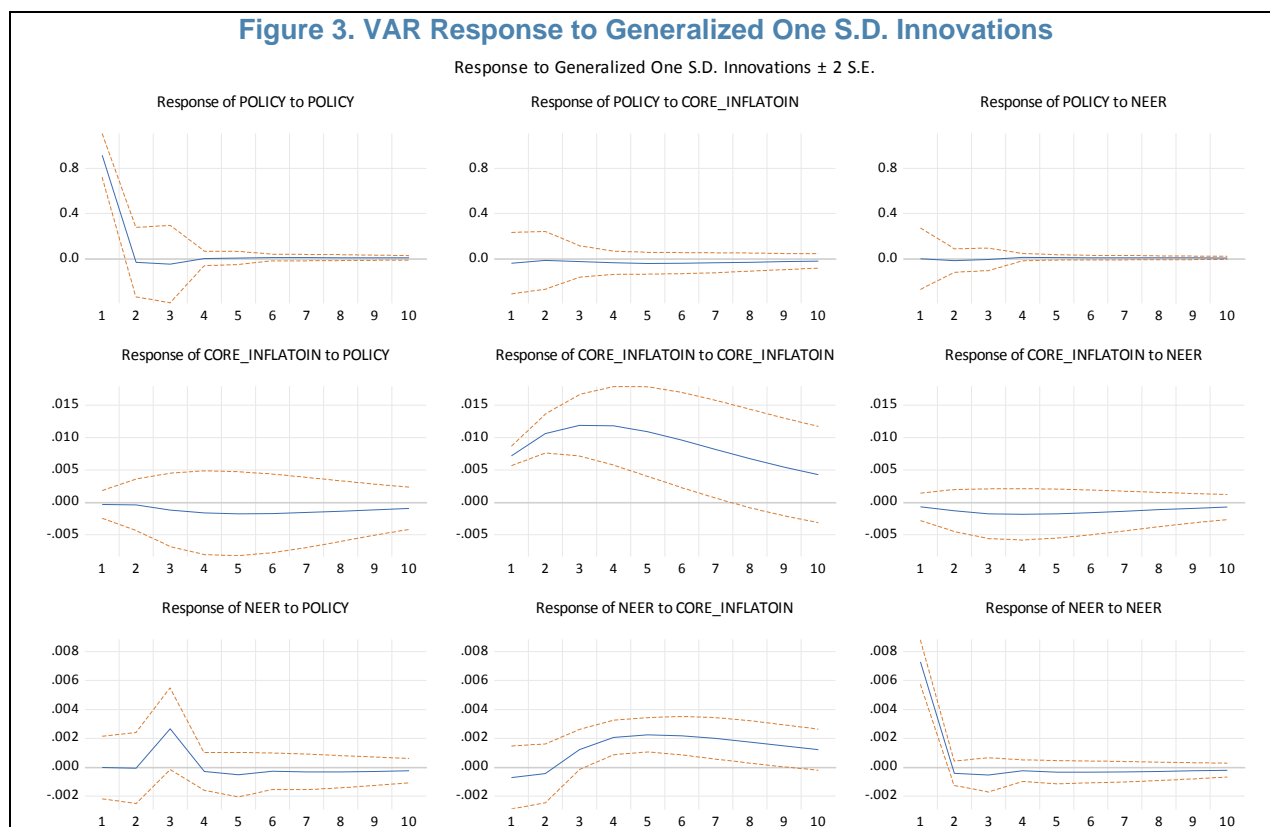 Figure 3. VAR Response to Generalized One S.D. Innovations
Response to Generalized One S.D. Innovations ± 2 S.E.
Response of POLICY to POLICY
0.8
0.4
0.0
1 2 3 4 5 6 7 8 9 10
Response of POLICY to CORE_INFLATOIN
0.8
0.4
0.0
1 2 3 4 5 6 7 8 9 10
Response of POLICY to NEER
0.8
0.4
0.0
1 2 3 4 5 6 7 8 9 10
Response of CORE_INFLATOIN to POLICY
.015
.010
.005
.000
-.005
1 2 3 4 5 6 7 8 9 10
Response of CORE_INFLATOIN to CORE_INFLATOIN
.015
.010
.005
.000
-.005
1 2 3 4 5 6 7 8 9 10
Response of CORE_INFLATOIN to NEER
.015
.010
.005
.000
-.005
1 2 3 4 5 6 7 8 9 10
Response of NEER to POLICY
.008
.006
.004
.002
.000
-.002
1 2 3 4 5 6 7 8 9 10
Response of NEER to CORE_INFLATOIN
.008
.006
.004
.002
.000
-.002
1 2 3 4 5 6 7 8 9 10
Response of NEER to NEER
.008
.006
.004
.002
.000
-.002
1 2 3 4 5 6 7 8 9 10